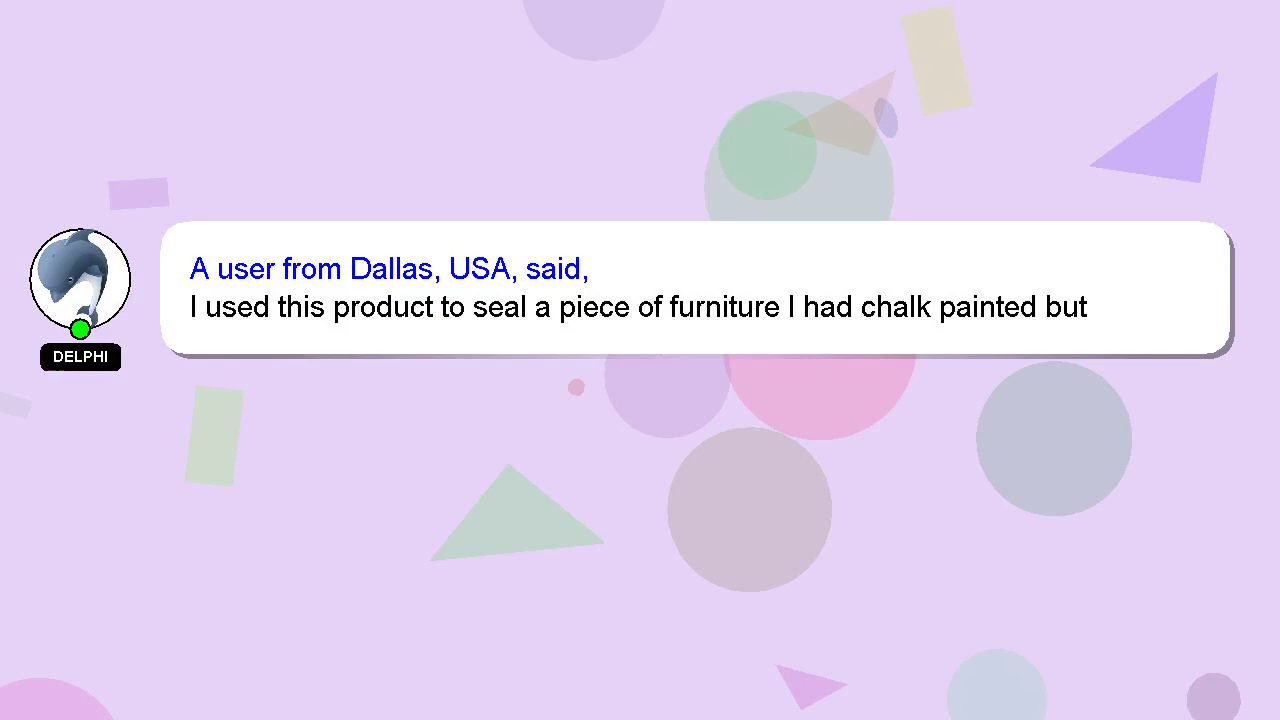 A user from Dallas, USA, said,
I used this product to seal a piece of furniture I had chalk painted but
DELPHI